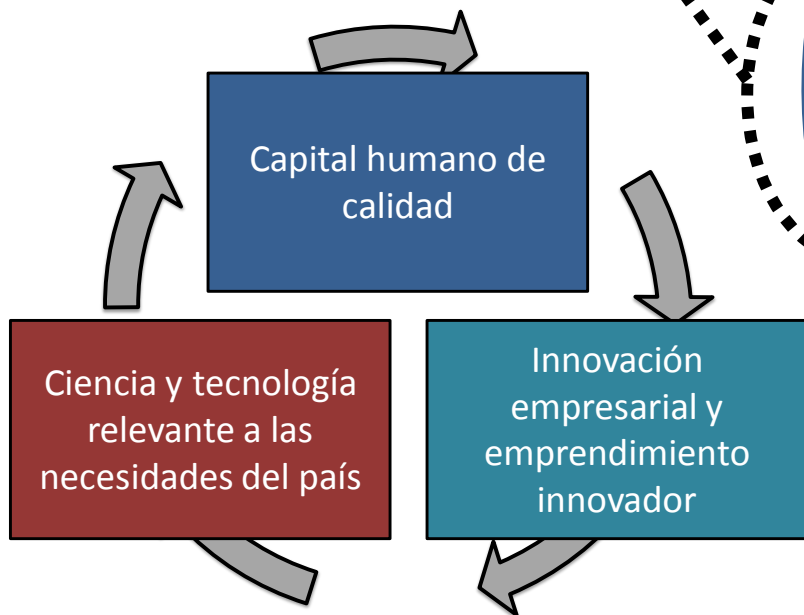 Capital humano de
calidad
Ciencia y tecnología
relevante a las
necesidades del país
Innovación
empresarial y
emprendimiento
innovador